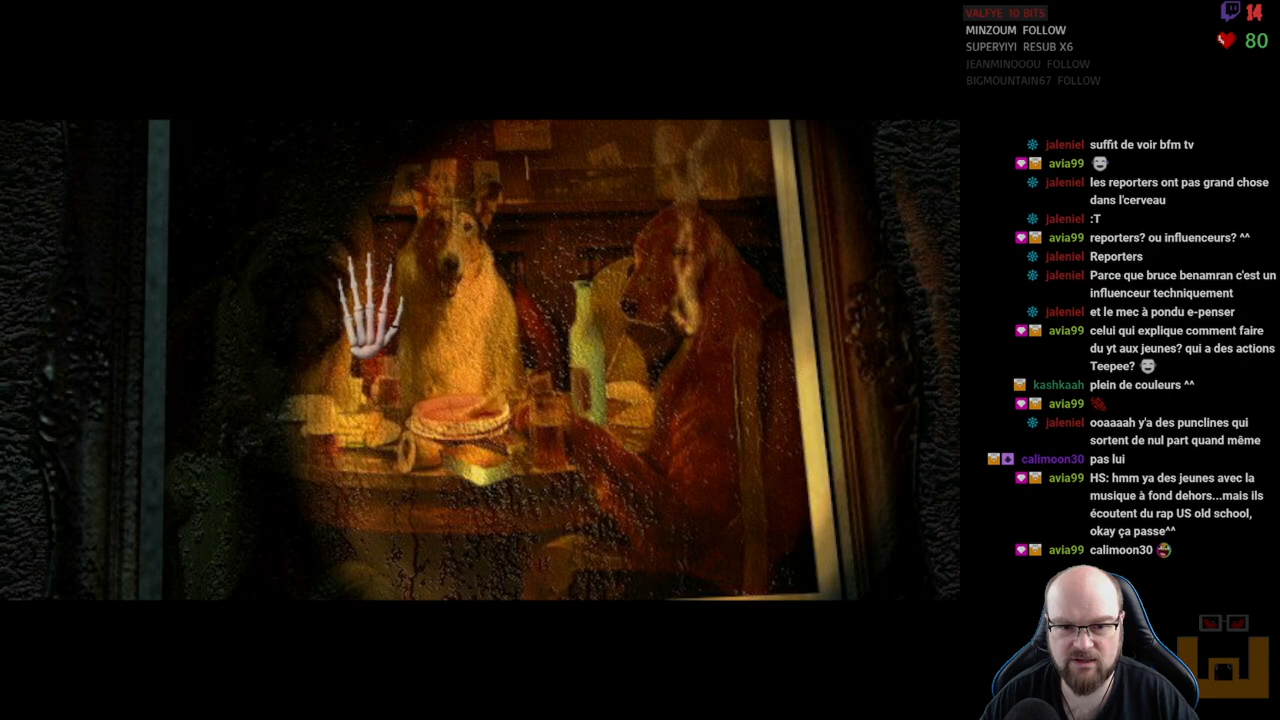 VALFYE 10 BITS
MINZOUM FOLLOW
SUPERYIYI RESUB X6
JEANMINOOOU FOLLOW
BIGMOUNTAIN67 FOLLOW
14
80
jaleniel suffit de voir bfm tv
avia99
jaleniel les reporters ont pas grand chose
dans l'cerveau
jaleniel :T
avia99 reporters? ou influenceurs? ^^
jaleniel Reporters
jaleniel Parce que bruce benamran c'est un
influenceur techniquement
jaleniel et le mec à pondu e-penser
avia99 celui qui explique comment faire
du yt aux jeunes? qui a des actions
Teepee?
kashkaah plein de couleurs ^^
avia99
jaleniel ooaaaah y'a des punclines qui
sortent de nul part quand même
calimoon30 pas lui
avia99 HS: hmm ya des jeunes avec la
musique à fond dehors...mais ils
écoutent du rap US old school,
okay ça passe^^
avia99 calimoon30